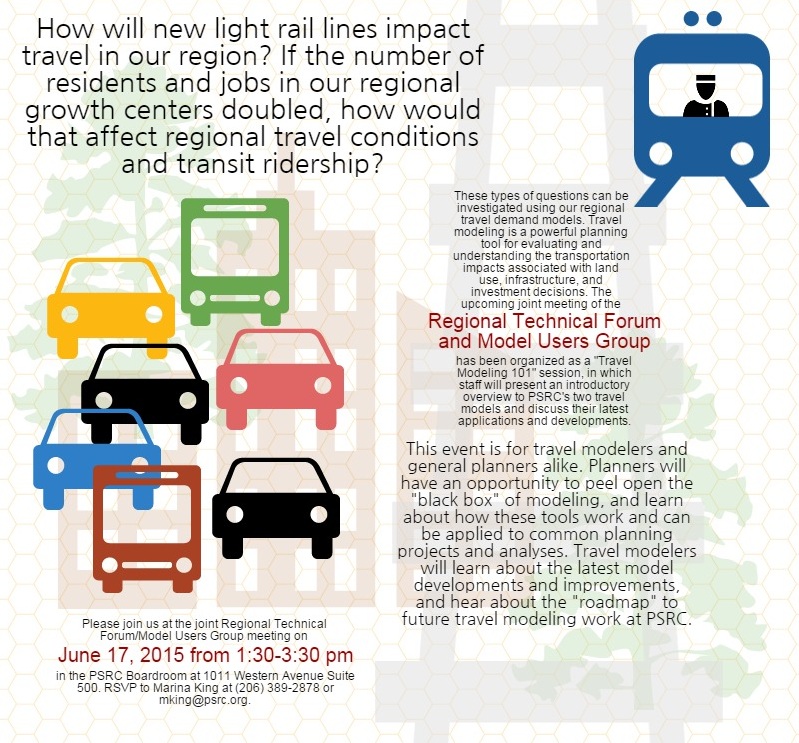 How will new light rail lines impact
travel in our region? If the number of
residents and jobs in our regional
growth centers doubled, how would
that affect regional travel conditions
and transit ridership?
These types of questions can be
investigated using our regional
travel demand models. Travel
modeling is a powerful planning
tool for evaluating and
understanding the transportation
impacts associated with land
use, infrastructure, and
investment decisions. The
upcoming joint meeting of the
Regional Technical Forum
and Model Users Group
has been organized as a "Travel
Modeling 101" session, in which
staff will present an introductory
overview to PSRC's two travel
models and discuss their latest
applications and developments.
This event is for travel modelers and
general planners alike. Planners will
have an opportunity to peel open the
"black box" of modeling, and learn
about how these tools work and can
be applied to common planning
projects and analyses. Travel modelers
will learn about the latest model
developments and improvements,
and hear about the "roadmap" to
future travel modeling work at PSRC.
Please join us at the joint Regional Technical
Forum/Model Users Group meeting on
June 17, 2015 from 1:30-3:30 pm
in the PSRC Boardroom at 1011 Western Avenue Suite
500. RSVP to Marina King at (206) 389-2878 or
mking@psrc.org.